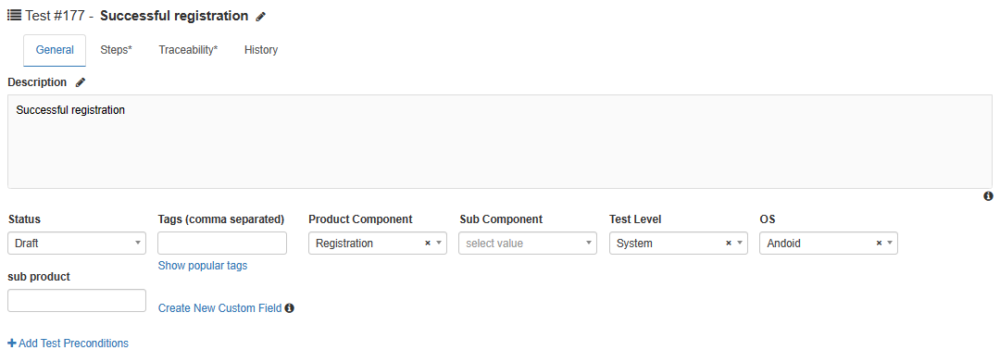 Test #177 - Successful registration
General Steps* Traceability* History
Description
Successful registration
Status Tags (comma separated) Product Component Sub Component Test Level OS
Draft Registration × select value System × Andoid ×
Show popular tags
sub product
Create New Custom Field
+ Add Test Preconditions